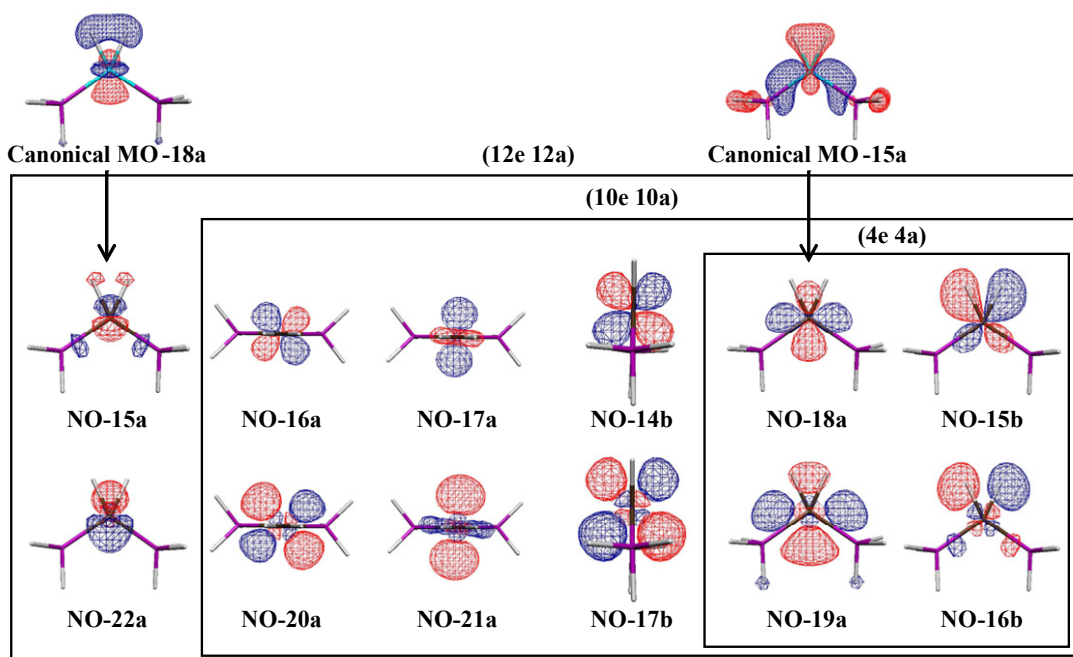 Canonical MO -18a
Canonical MO -15a
(12e 12a)
(10e 10a)
(4e 4a)
NO-15a
NO-16a
NO-17a
NO-14b
NO-18a
NO-15b
NO-22a
NO-20a
NO-21a
NO-17b
NO-19a
NO-16b